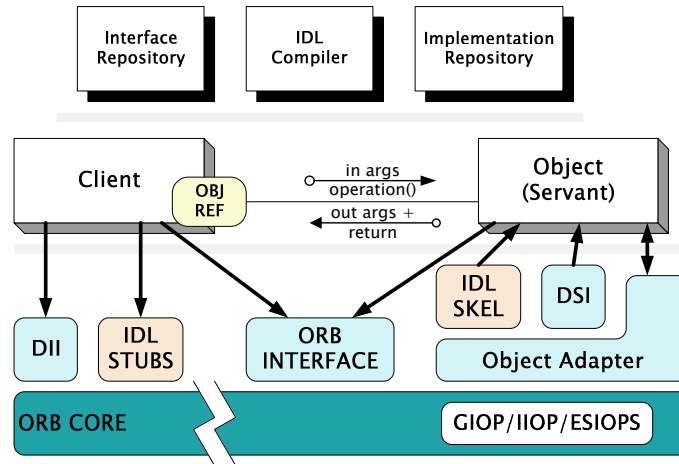 Interface
Repository
IDL
Compiler
Implementation
Repository
Client
OBJ
REF
in args
operation()
out args +
return
Object
(Servant)
DII
IDL
STUBS
ORB
INTERFACE
IDL
SKEL
DSI
Object Adapter
ORB CORE
GIOP/IIOP/ESIOPS